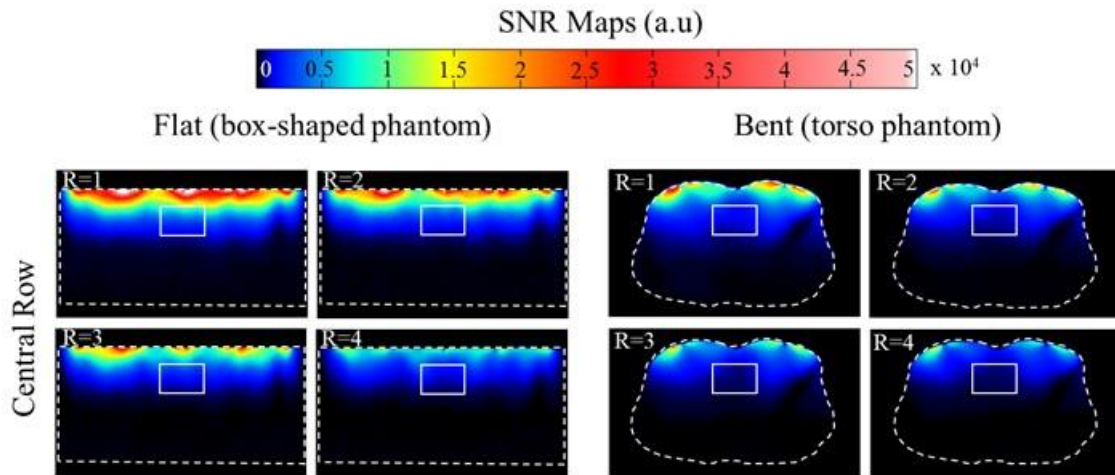 SNR Maps (a.u)
0 0.5 1 1.5 2 2.5 3 3.5 4 4.5 5 x 10⁴
Flat (box-shaped phantom) Bent (torso phantom)
Central Row
R=1 R=2 R=1 R=2
R=3 R=4 R=3 R=4